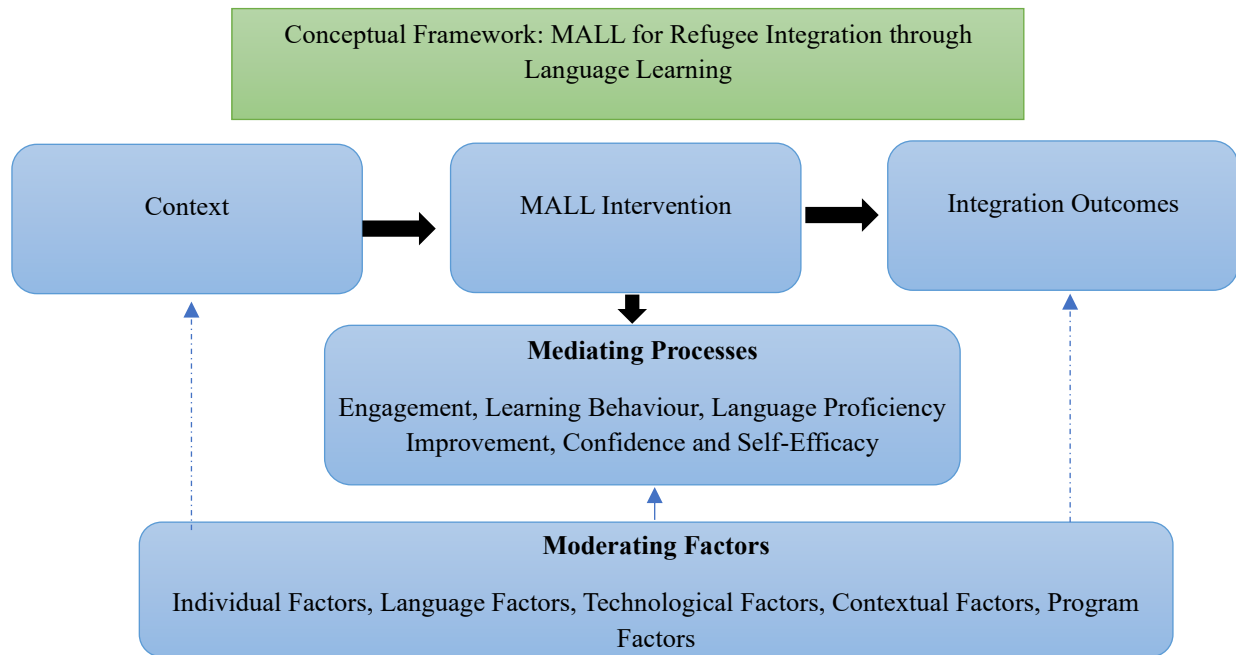 Conceptual Framework: MALL for Refugee Integration through
Language Learning
Context
MALL Intervention
Integration Outcomes
Mediating Processes
Engagement, Learning Behaviour, Language Proficiency
Improvement, Confidence and Self-Efficacy
Moderating Factors
Individual Factors, Language Factors, Technological Factors, Contextual Factors, Program
Factors